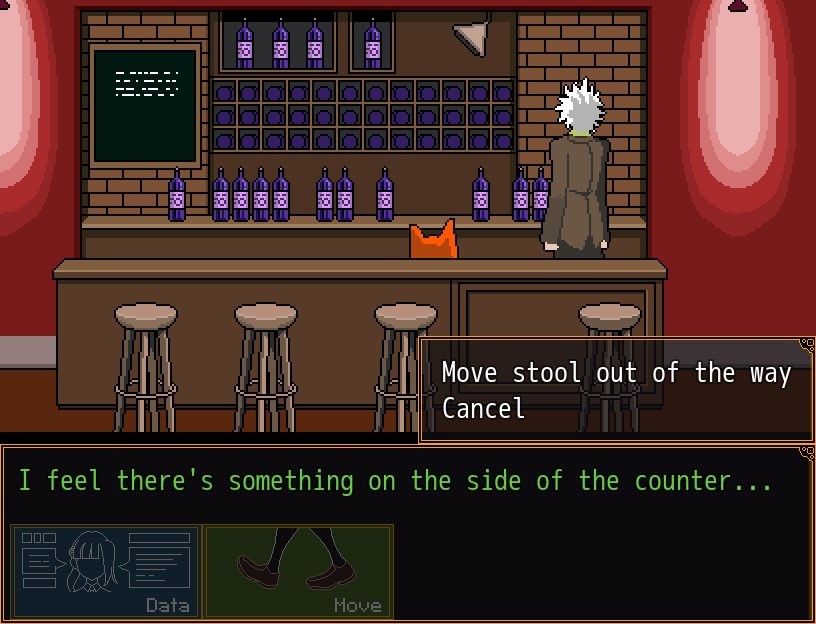 Move stool out of the way
Cancel
I feel there's something on the side of the counter...
Data
Move